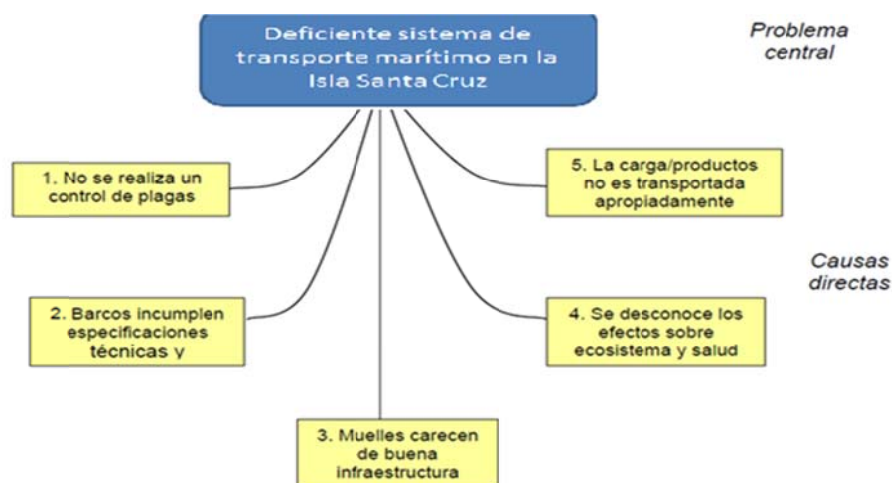 Deficiente sistema de
transporte marítimo en la
Isla Santa Cruz
Problema
central
1. No se realiza un
control de plagas
5. La carga/productos
no es transportada
apropiadamente
Causas
directas
2. Barcos incumplen
especificaciones
técnicas y
4. Se desconoce los
efectos sobre
ecosistema y salud
3. Muelles carecen
de buena
infraestructura